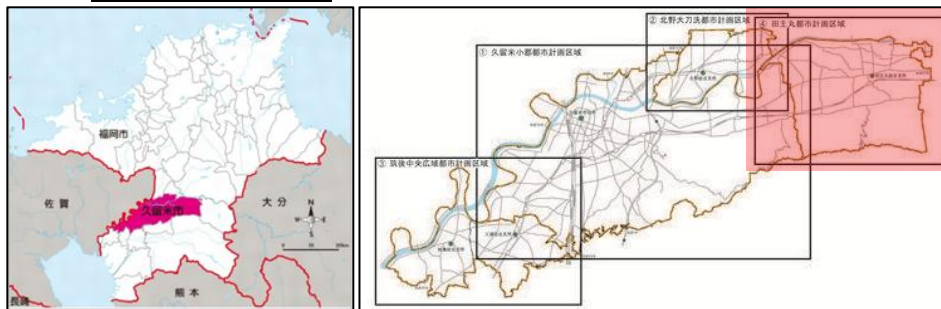 福岡市
佐賀
久留米市
大分
熊本
長崎
N
W
E
S
① 久留米小郡都市計画区域
② 北野大刀洗都市計画区域
③ 筑後中央広域都市計画区域
④ 田主丸都市計画区域